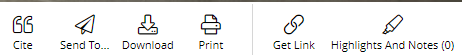 Cite Send To... Download Print Get Link Highlights And Notes (0)